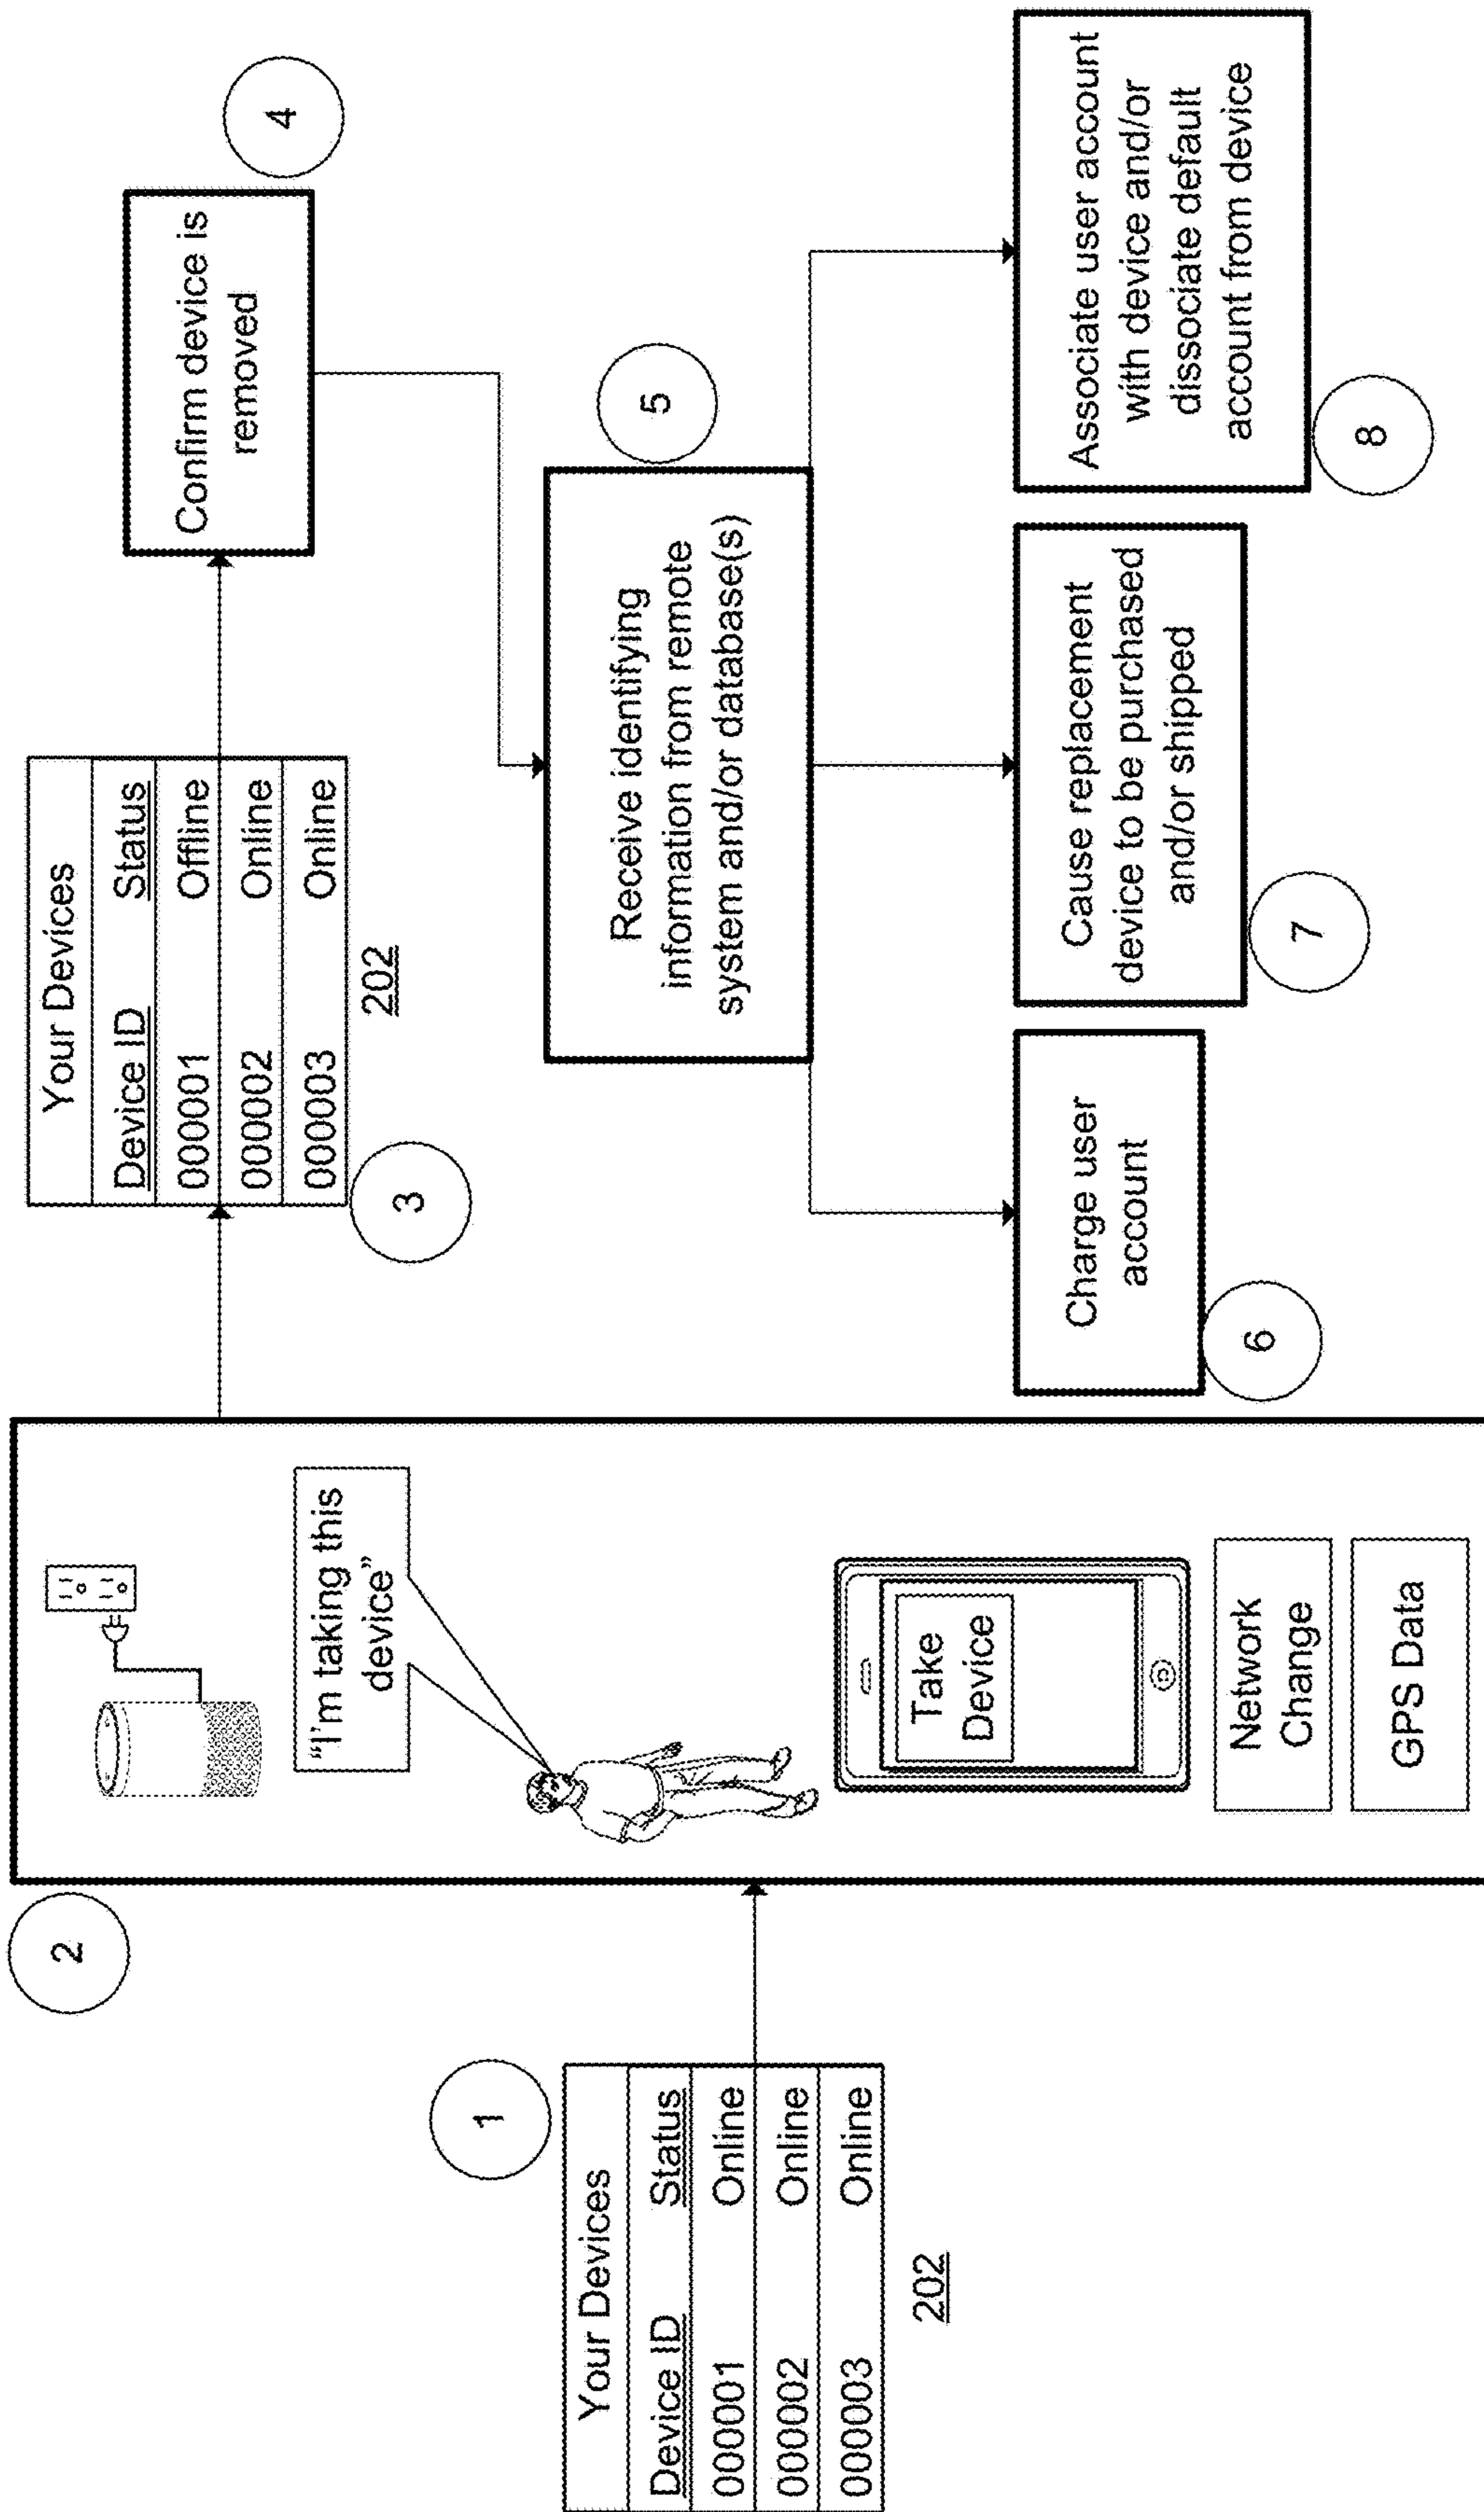 1
Your Devices
Device ID Status
000001 Online
000002 Online
000003 Online
202
2
“I'm taking this
device”
Take
Device
Network
Change
GPS Data
Your Devices
Device ID Status
000001 Offline
000002 Online
000003 Online
202
3
Confirm device is
removed
4
Receive identifying
information from remote
system and/or database(s)
5
Charge user
account
6
Cause replacement
device to be purchased
and/or shipped
7
Associate user account
with device and/or
dissociate default
account from device
8